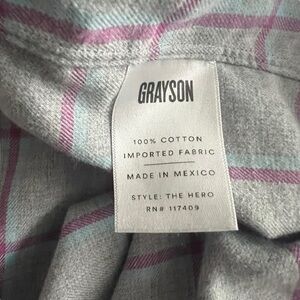 GRAYSON
100% COTTON
IMPORTED FABRIC
MADE IN MEXICO
STYLE: THE HERO
RN# 117409